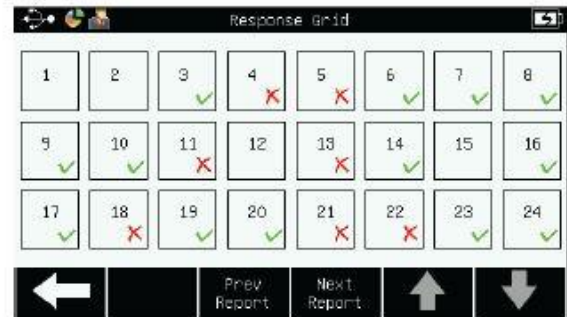 Response Grid
1 2 3 4 5 6 7 8
9 10 11 12 13 14 15 16
17 18 19 20 21 22 23 24
Prev Next
Report Report